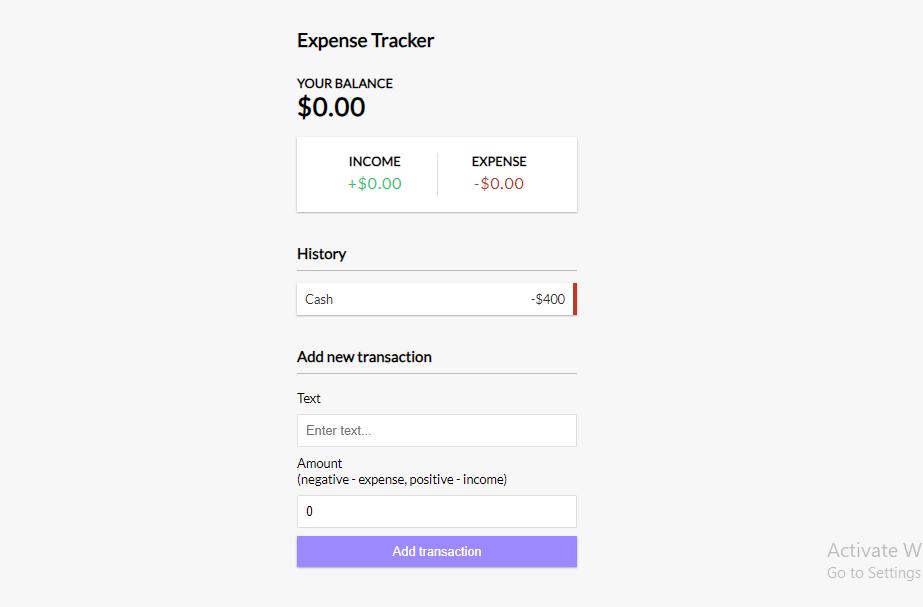 Expense Tracker
YOUR BALANCE
$0.00
INCOME EXPENSE
+$0.00 -$0.00
History
Cash -$400
Add new transaction
Text
Enter text...
Amount
(negative - expense, positive - income)
0
Add transaction
Activate W
Go to Settings